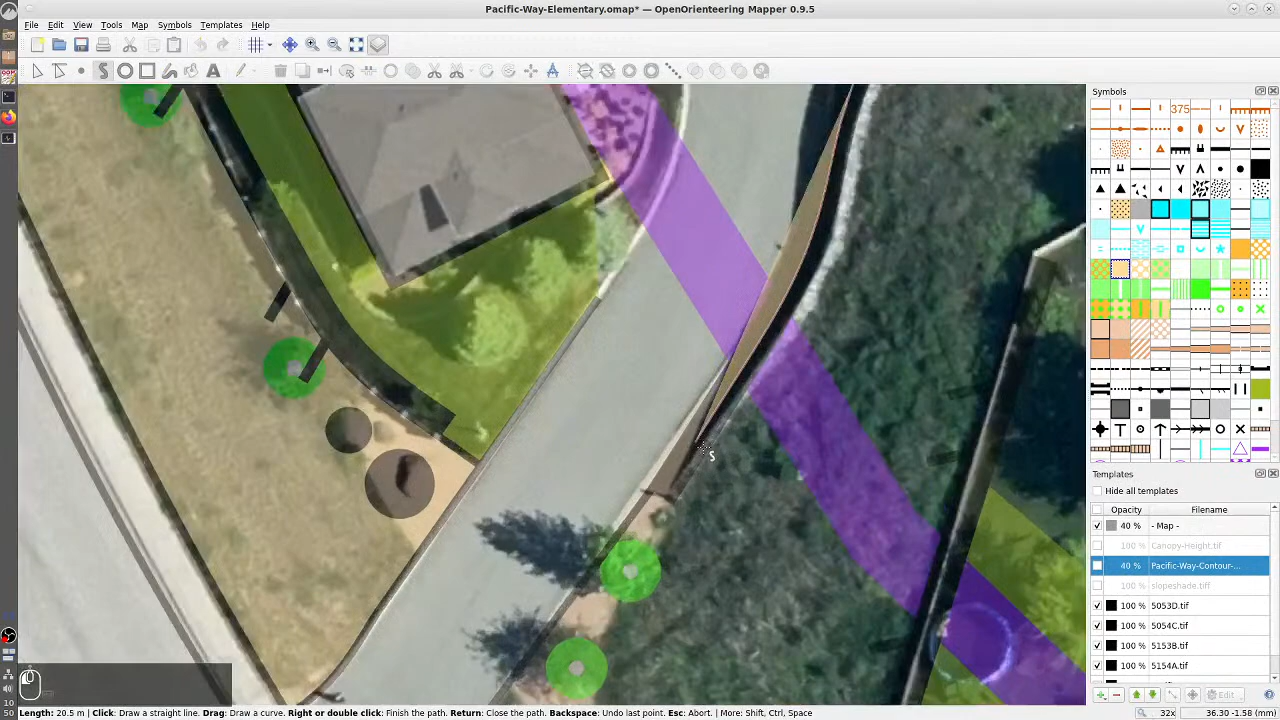 Pacific-Way-Elementary.omap* — OpenOrienteering Mapper 0.9.5
File Edit View Tools Map Symbols Templates Help
Symbols
375
S
Templates
Hide all templates
Opacity Filename
40 % - Map -
100 % Canopy-Height.tif
40 % Pacific-Way-Contour-...
100 % slopeshade.tiff
100 % 5053D.tif
100 % 5054C.tif
100 % 5153B.tif
100 % 5154A.tif
Edit
Length: 20.5 m | Click: Draw a straight line. Drag: Draw a curve. Right or double click: Finish the path. Return: Close the path. Backspace: Undo last point. Esc: Abort. | More: Shift, Ctrl, Space
32x
36.30 -1.58 (mm)